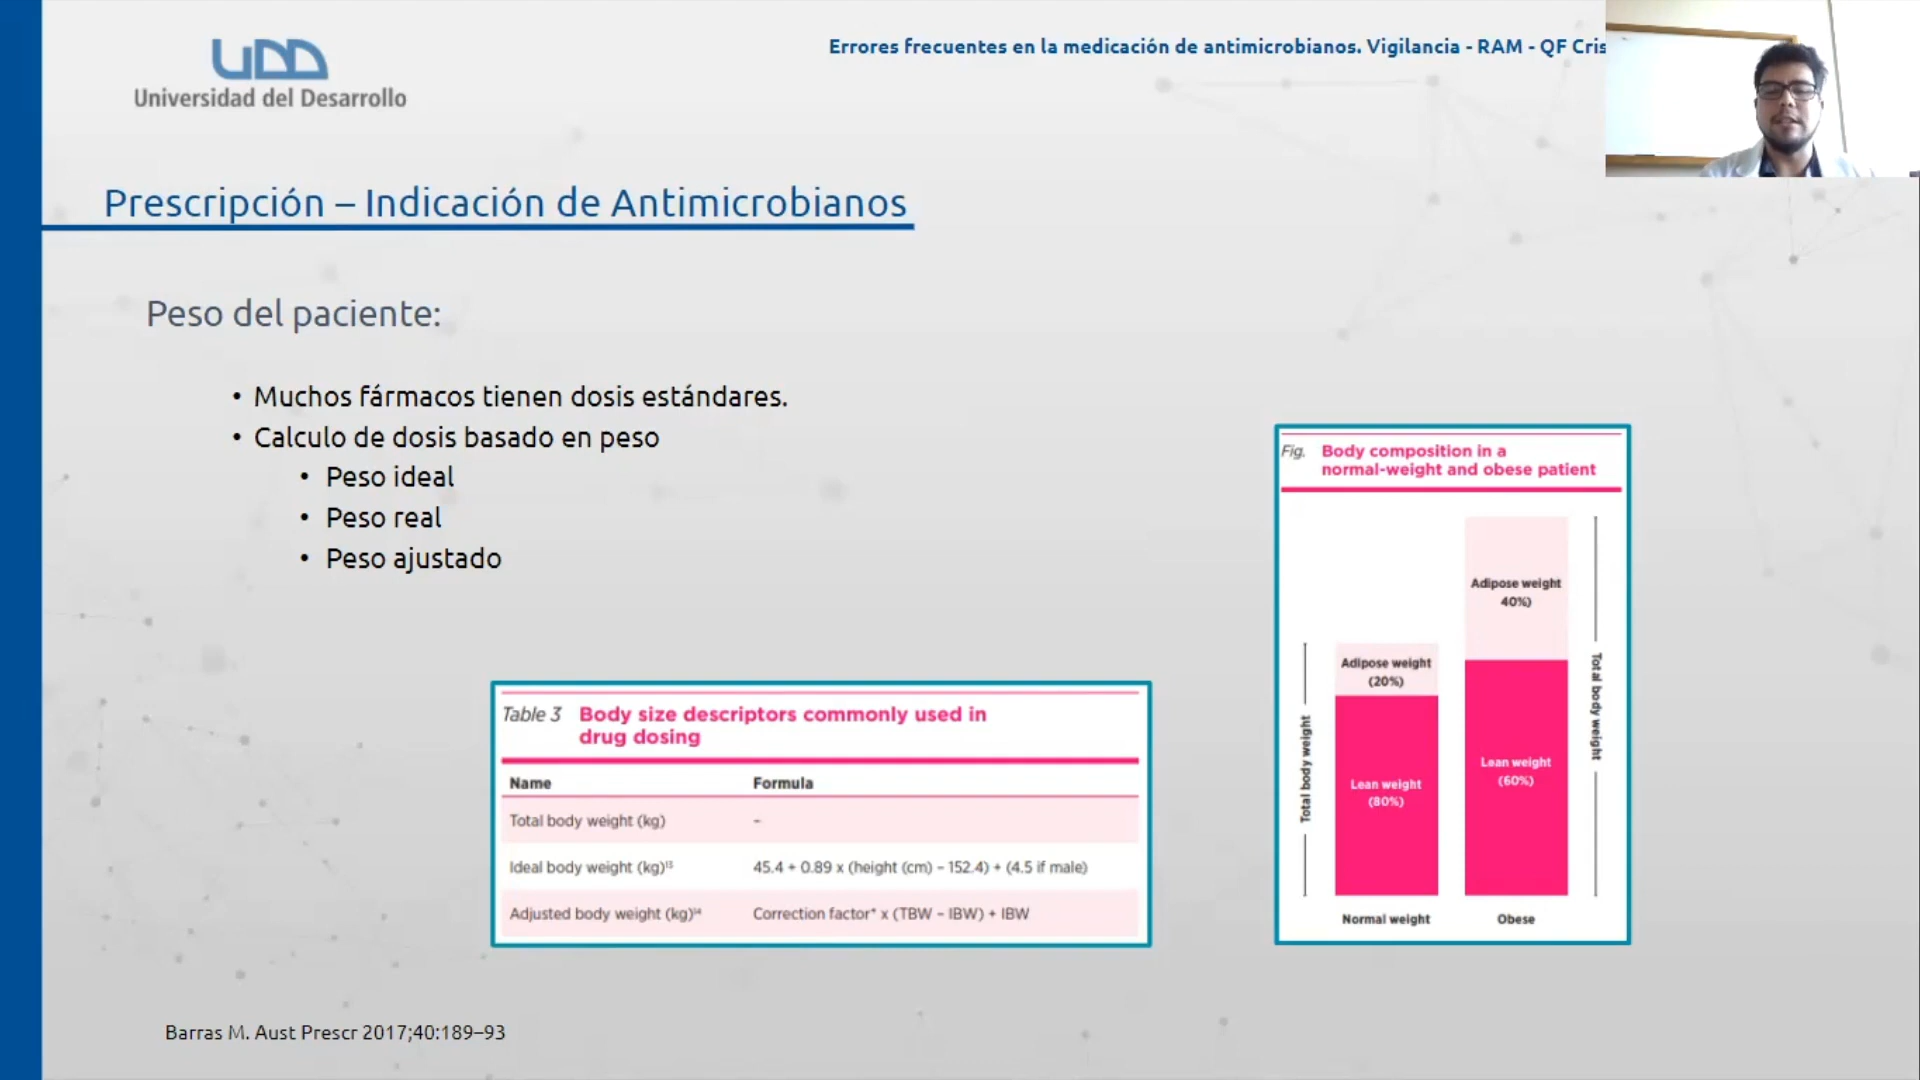 UDD
Universidad del Desarrollo
Errores frecuentes en la medicación de antimicrobianos. Vigilancia - RAM - QF Cris
Prescripción – Indicación de Antimicrobianos
Peso del paciente:
• Muchos fármacos tienen dosis estándares.
• Calculo de dosis basado en peso
• Peso ideal
• Peso real
• Peso ajustado
Table 3 Body size descriptors commonly used in
drug dosing
Name Formula
Total body weight (kg) –
Ideal body weight (kg)¹³ 45.4 + 0.89 x (height (cm) – 152.4) + (4.5 if male)
Adjusted body weight (kg)¹⁴ Correction factor* x (TBW – IBW) + IBW
Fig. Body composition in a
normal-weight and obese patient
Adipose weight
40%)
Adipose weight
(20%)
Total body weight
Lean weight
(80%)
Lean weight
(60%)
Total body weight
Normal weight Obese
Barras M. Aust Prescr 2017;40:189–93